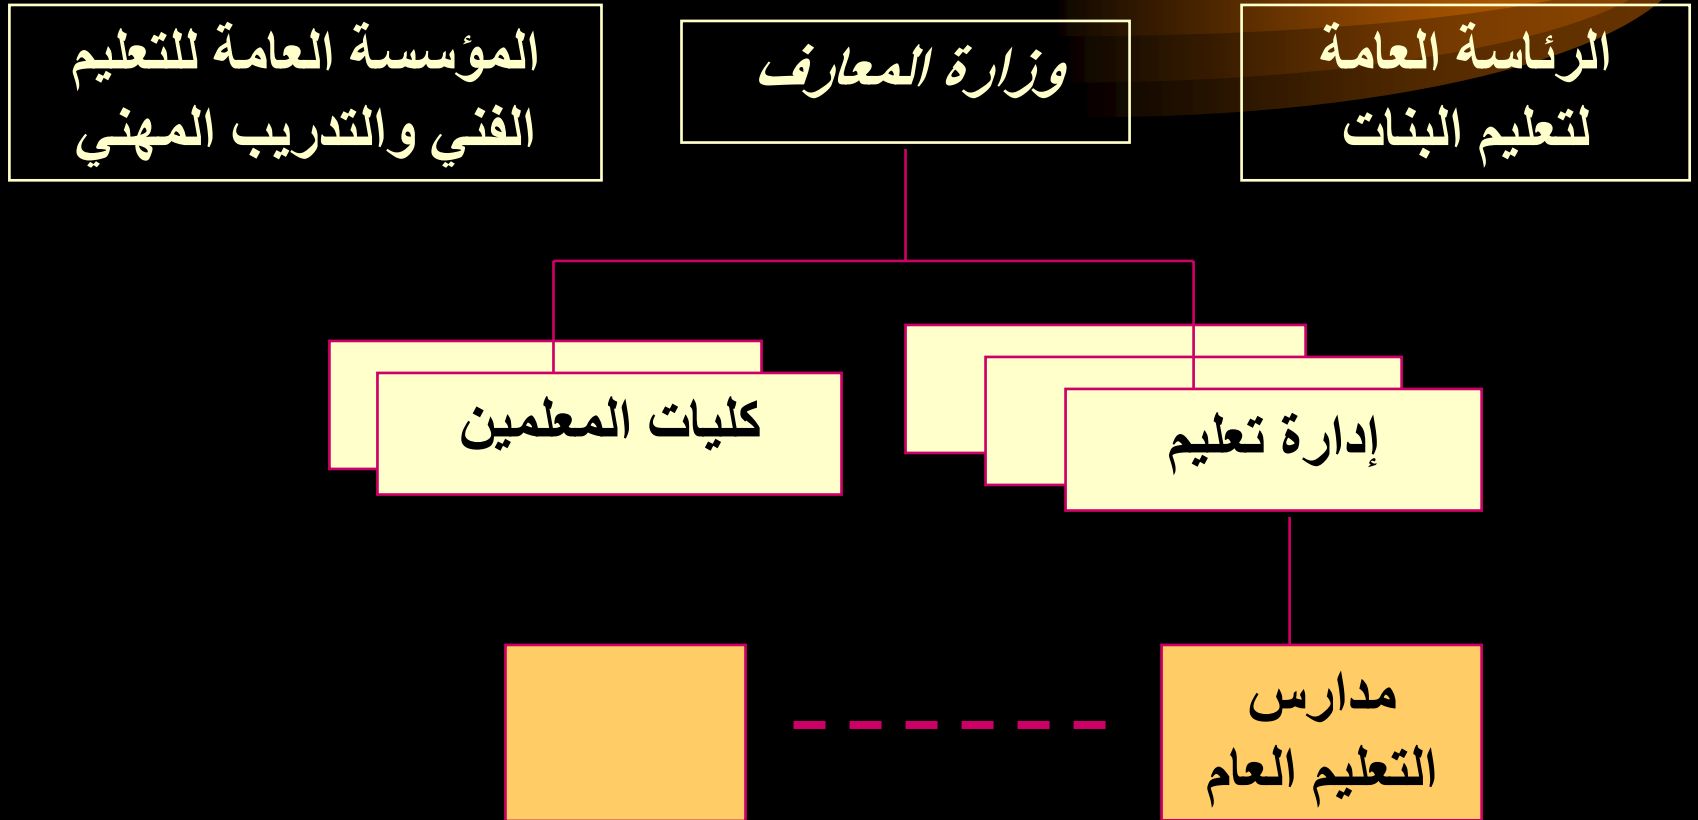 الرئاسة العامة
لتعليم البنات
وزارة المعارف
المؤسسة العامة للتعليم
الفني والتدريب المهني
إدارة تعليم
كليات المعلمين
مدارس
التعليم العام